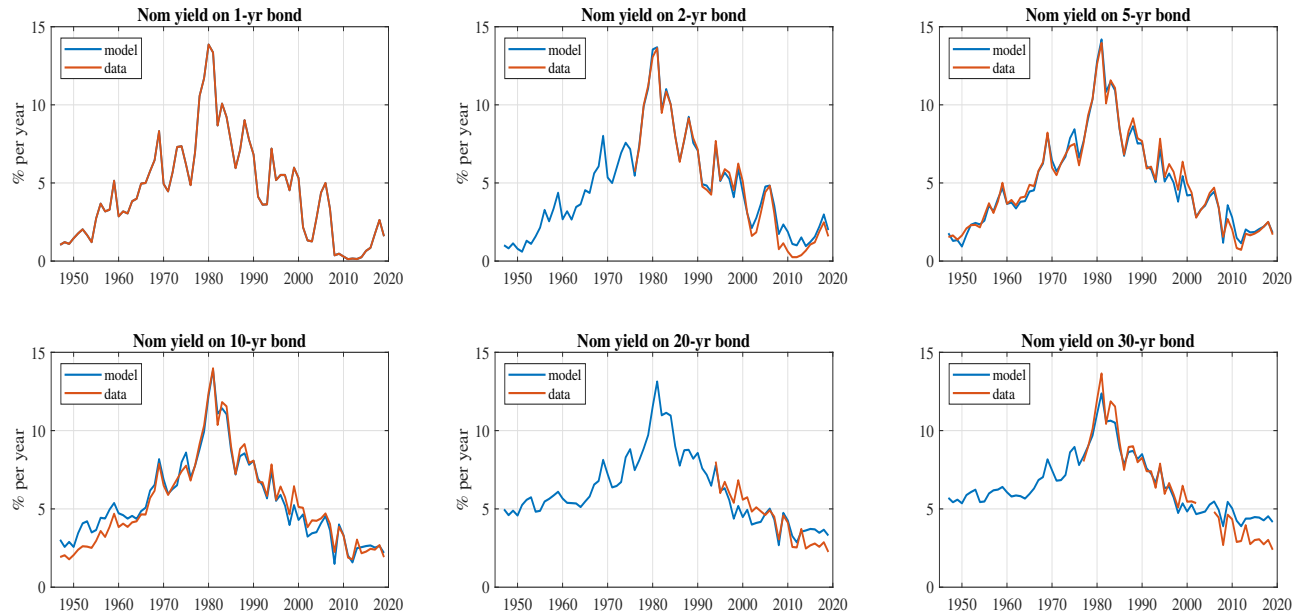 Nom yield on 1-yr bond
15
10
5
0
% per year
model
data
1950 1960 1970 1980 1990 2000 2010 2020
Nom yield on 2-yr bond
15
10
5
0
% per year
model
data
1950 1960 1970 1980 1990 2000 2010 2020
Nom yield on 5-yr bond
15
10
5
0
% per year
model
data
1950 1960 1970 1980 1990 2000 2010 2020
Nom yield on 10-yr bond
15
10
5
0
% per year
model
data
1950 1960 1970 1980 1990 2000 2010 2020
Nom yield on 20-yr bond
15
10
5
0
% per year
model
data
1950 1960 1970 1980 1990 2000 2010 2020
Nom yield on 30-yr bond
15
10
5
0
% per year
model
data
1950 1960 1970 1980 1990 2000 2010 2020